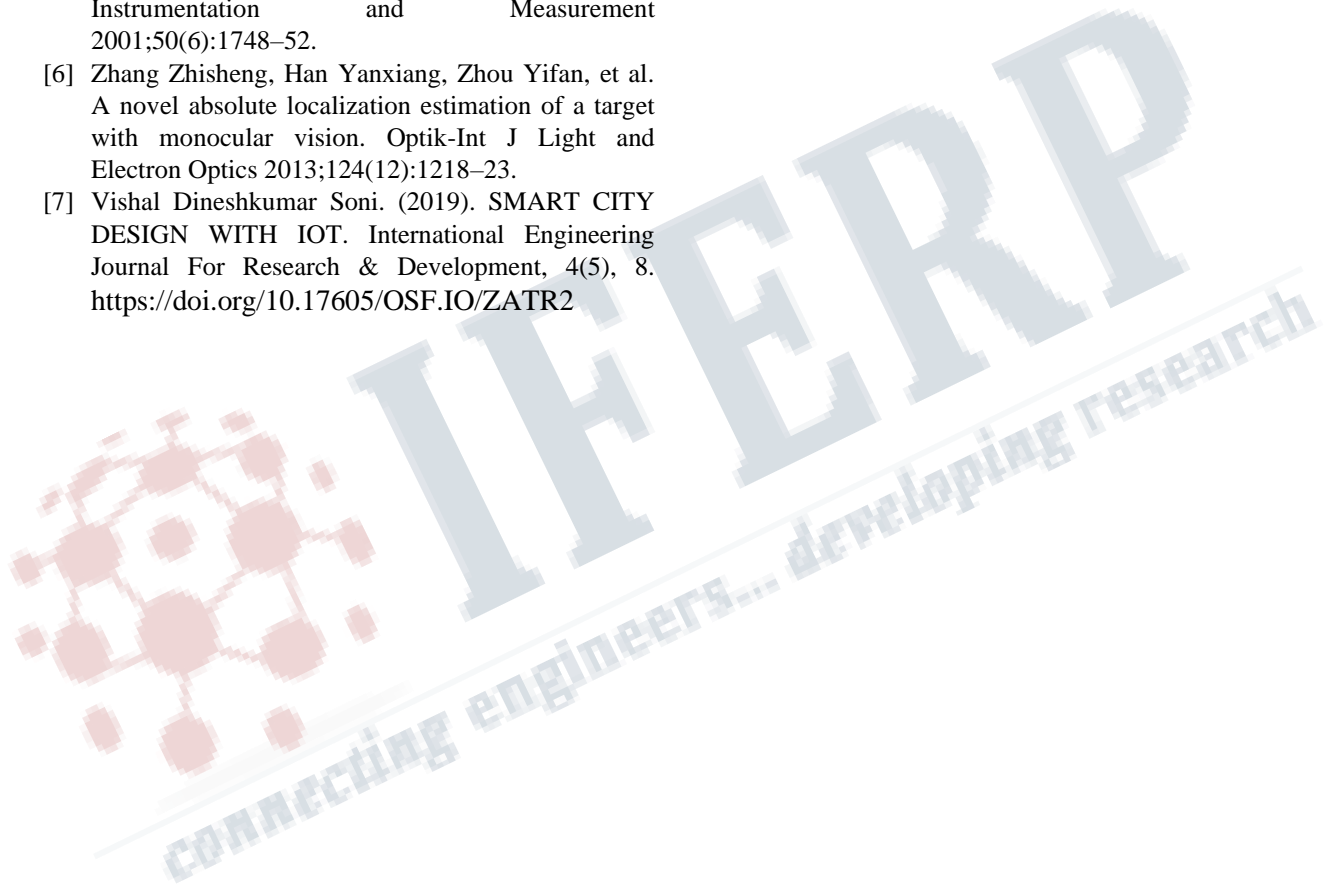 Instrumentation and Measurement
2001;50(6):1748–52.
[6] Zhang Zhisheng, Han Yanxiang, Zhou Yifan, et al.
A novel absolute localization estimation of a target
with monocular vision. Optik-Int J Light and
Electron Optics 2013;124(12):1218–23.
[7] Vishal Dineshkumar Soni. (2019). SMART CITY
DESIGN WITH IOT. International Engineering
Journal For Research & Development, 4(5), 8.
https://doi.org/10.17605/OSF.IO/ZATR2
IFERP
connecting engineers... developing research